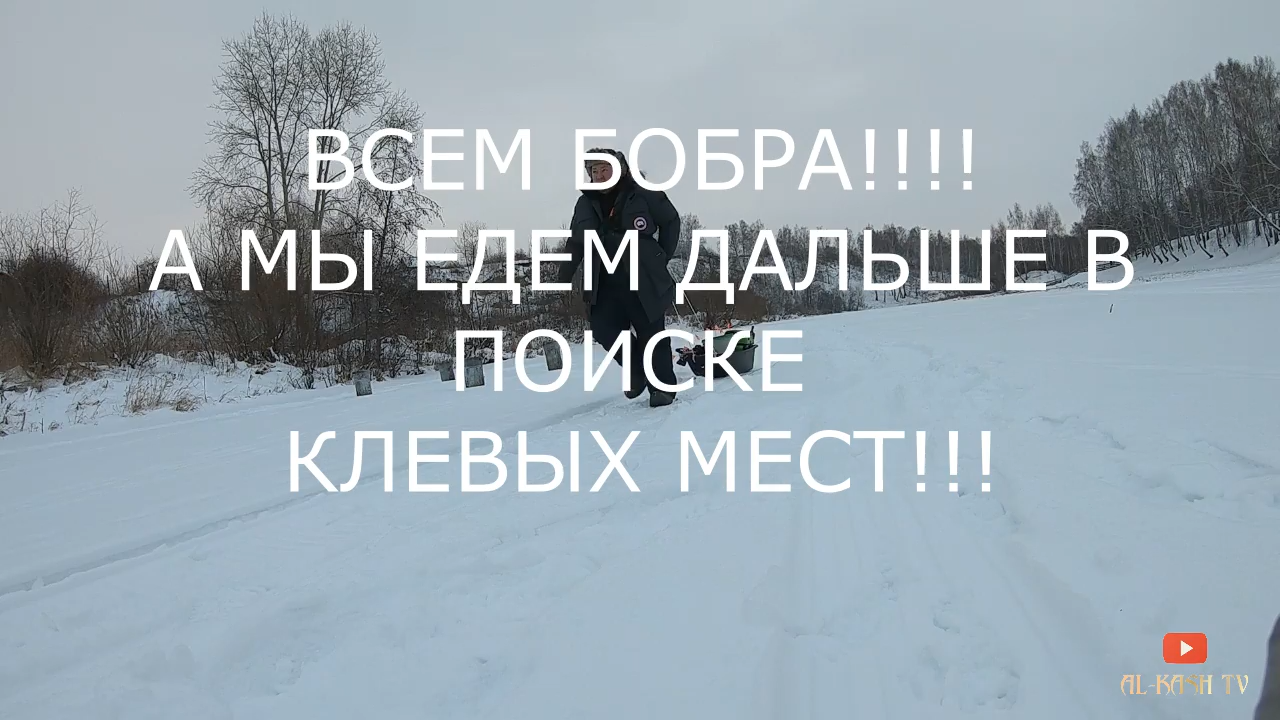 ВСЕМ БОБРА!!!!
А МЫ ЕДЕМ ДАЛЬШЕ В
ПОИСКЕ
КЛЕВЫХ МЕСТ!!!
AL-KASH TV